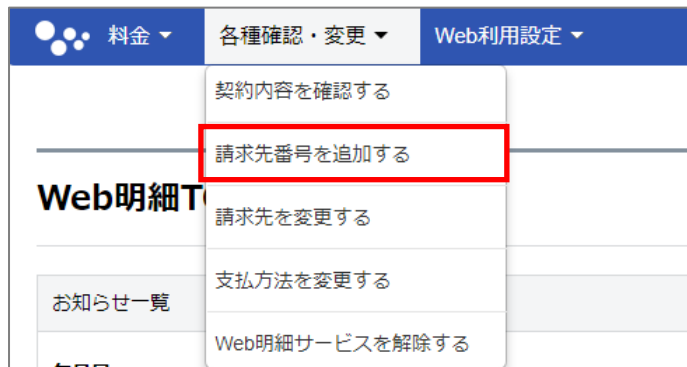 料金 ▼ 各種確認・変更 ▼ Web利用設定 ▼
契約内容を確認する
請求先番号を追加する
Web明細T
請求先を変更する
支払方法を変更する
お知らせ一覧
Web明細サービスを解除する